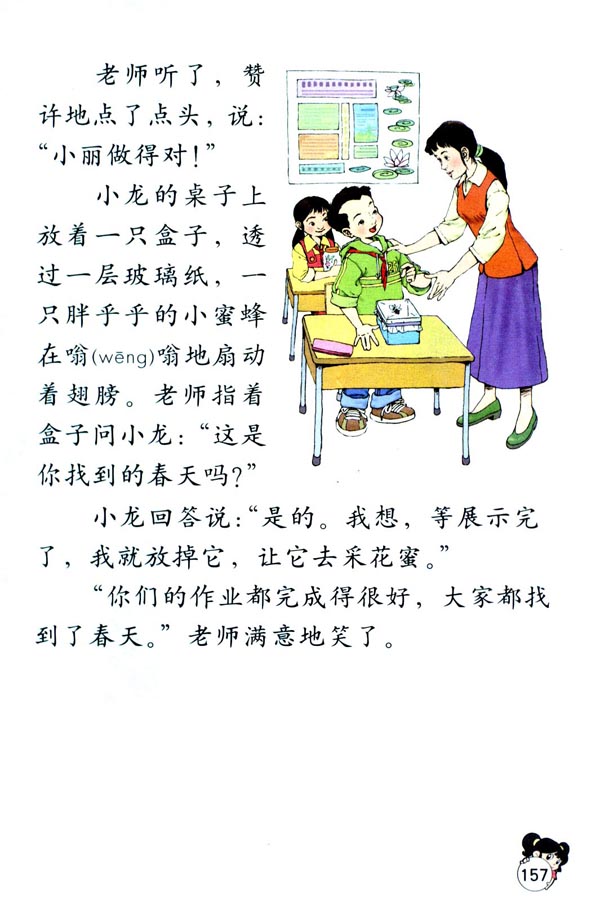 老师听了，赞
许地点了点头，说：
“小丽做得对！”
小龙的桌子上
放着一只盒子，透
过一层玻璃纸，一
只胖乎乎的小蜜蜂
在嗡(wēng)嗡地扇动
着翅膀。老师指着
盒子问小龙：“这是
你找到的春天吗？”
小龙回答说：“是的。我想，等展示完
了，我就放掉它，让它去采花蜜。”
“你们的作业都完成得很好，大家都找
到了春天。”老师满意地笑了。
157